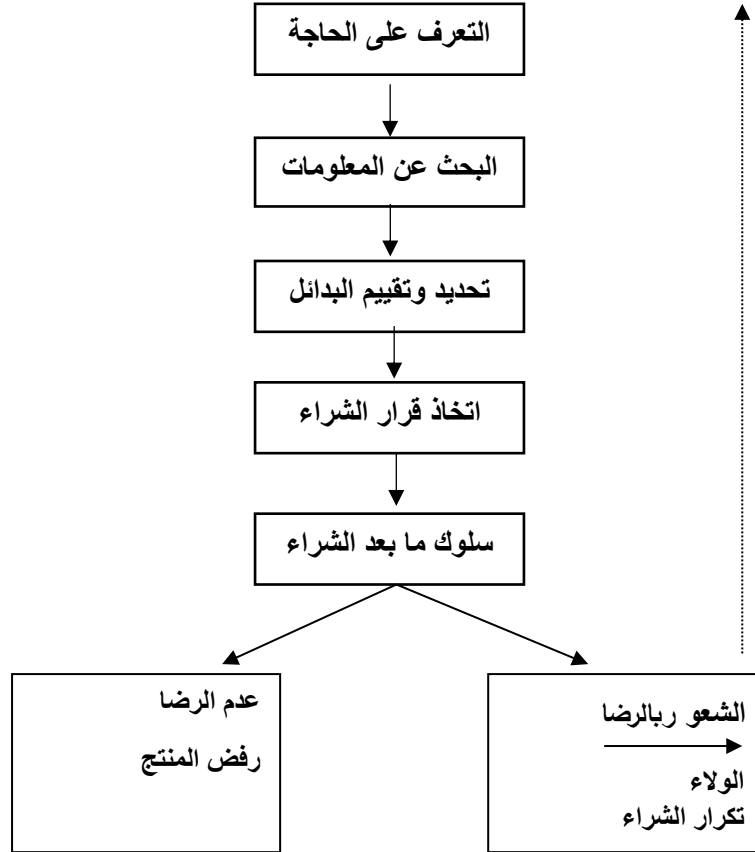 التعرف على الحاجة
البحث عن المعلومات
تحديد وتقييم البدائل
اتخاذ قرار الشراء
سلوك ما بعد الشراء
الشعو ربالرضا
الولاء
تكرار الشراء
عدم الرضا
رفض المنتج